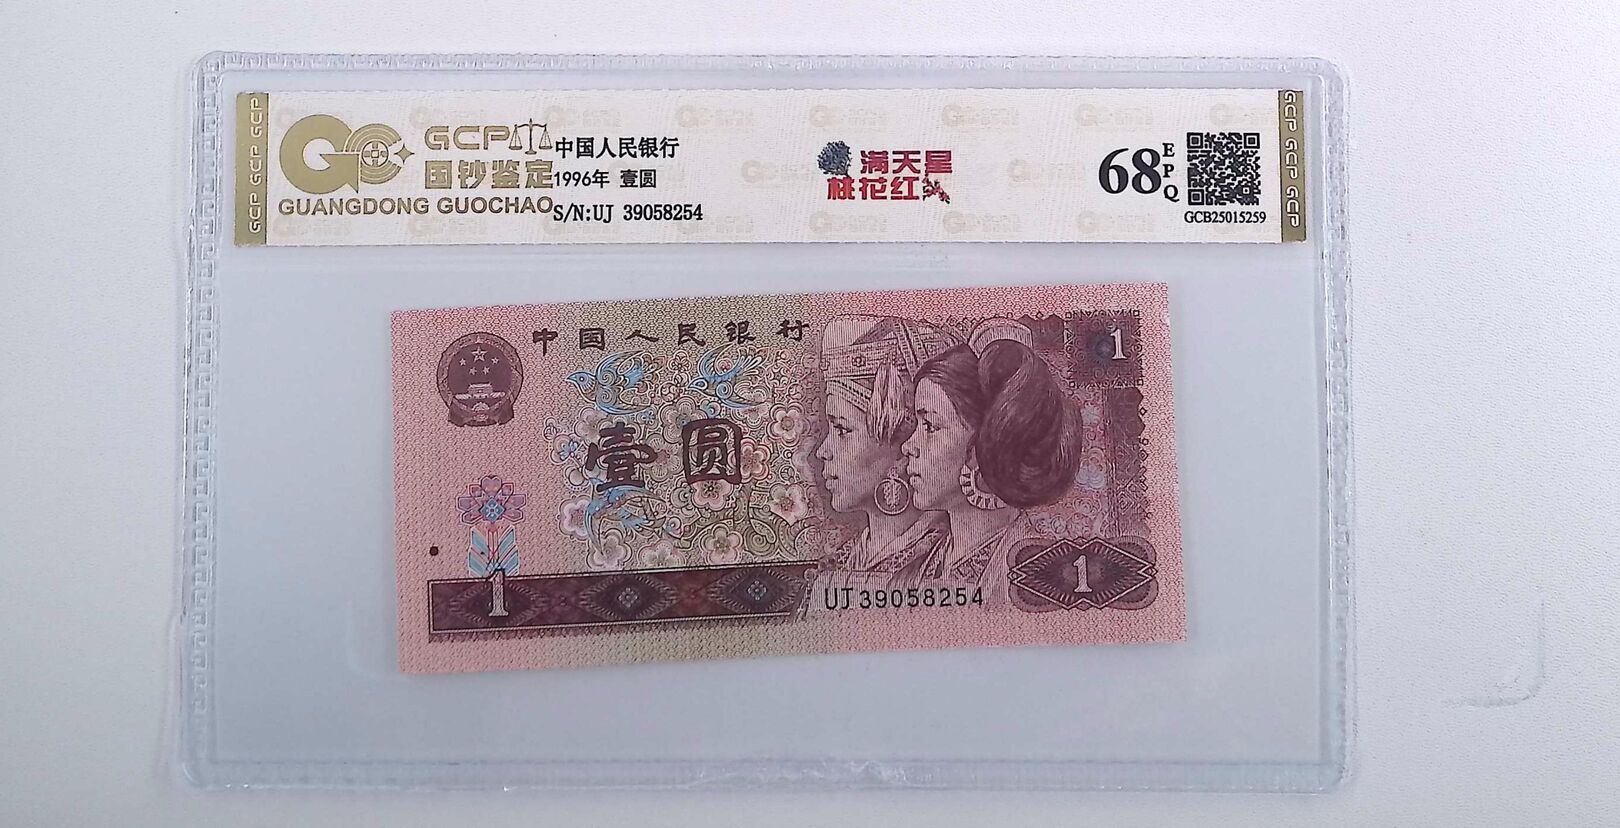 GCP
国钞鉴定
GUANGDONG GUOCHAO
中国人民银行
1996年 壹圆
S/N:UJ 39058254
满天星
桃花红
68
EPQ
GCB25015259
GCP GCP GCP
GCP GCP GCP
中国人民银行
1
壹圆
1
UJ39058254
1